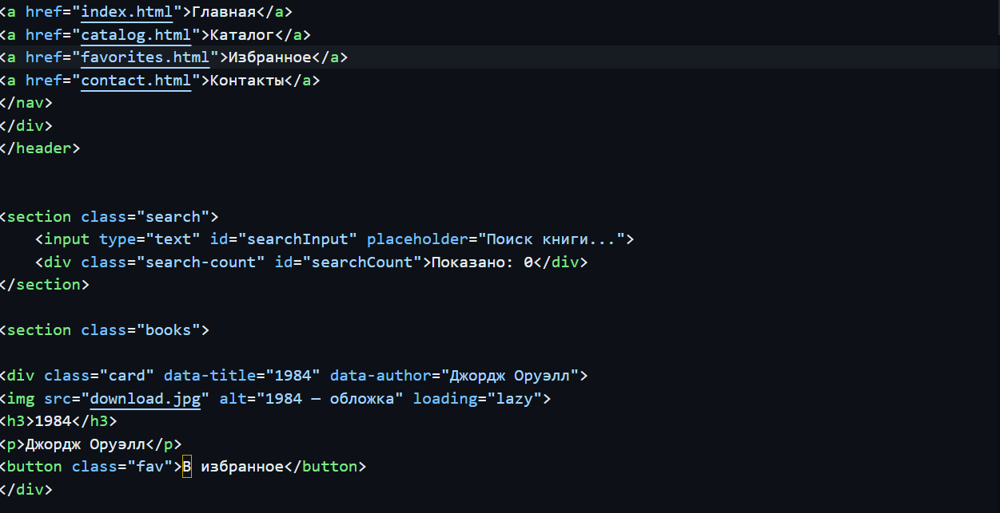 <a href="index.html">Главная</a>
<a href="catalog.html">Каталог</a>
<a href="favorites.html">Избранное</a>
<a href="contact.html">Контакты</a>
</nav>
</div>
</header>
<section class="search">
<input type="text" id="searchInput" placeholder="Поиск книги...">
<div class="search-count" id="searchCount">Показано: 0</div>
</section>
<section class="books">
<div class="card" data-title="1984" data-author="Джордж Оруэлл">
<img src="download.jpg" alt="1984 — обложка" loading="lazy">
<h3>1984</h3>
<p>Джордж Оруэлл</p>
<button class="fav">В избранное</button>
</div>